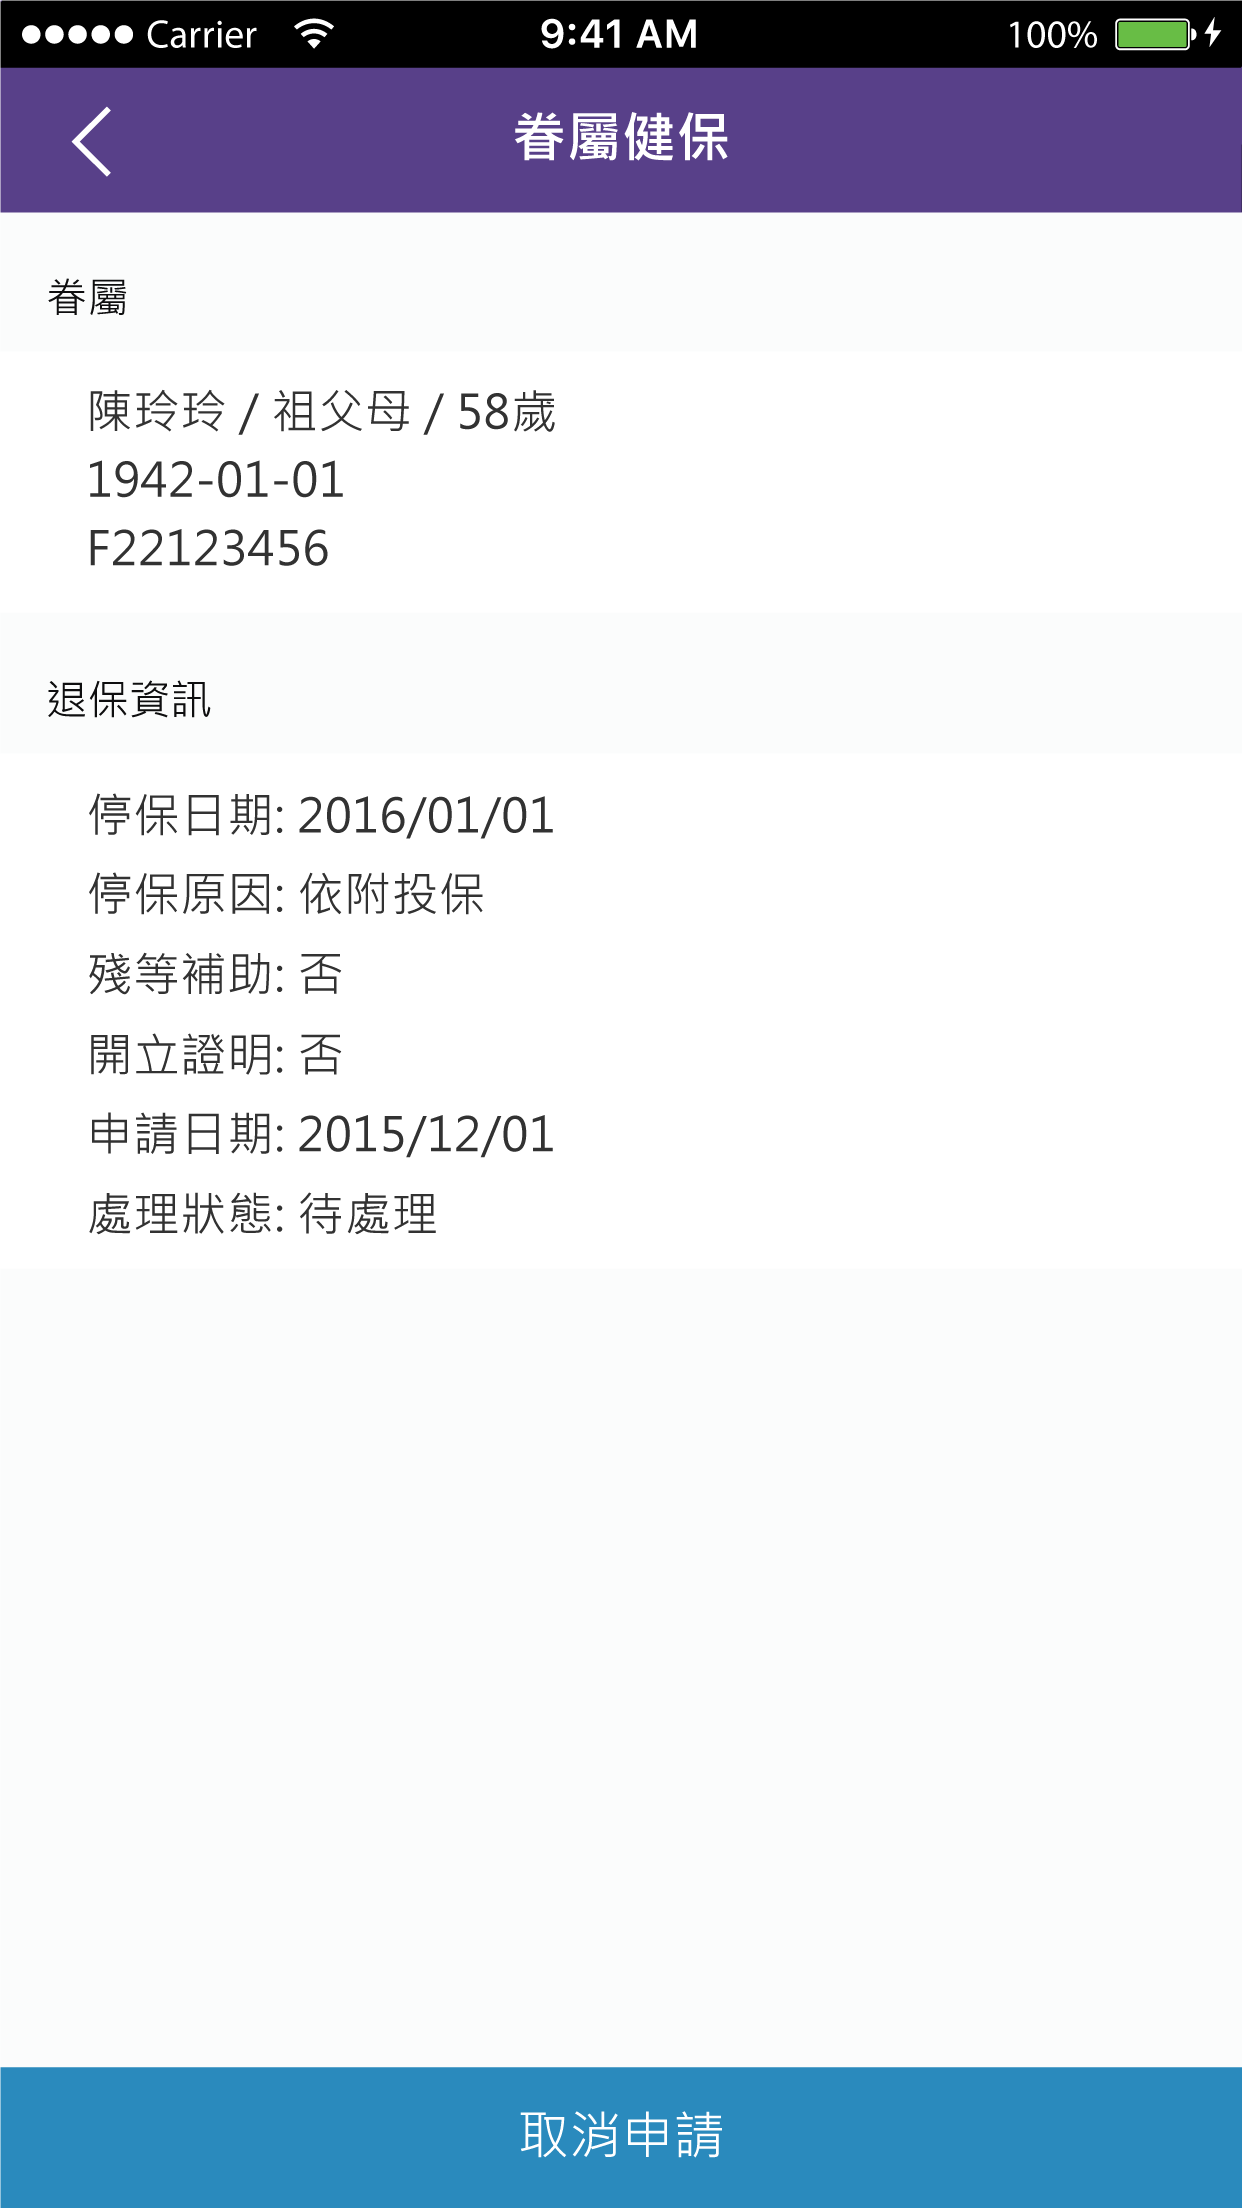 Carrier 9:41 AM 100%
眷屬健保
眷屬
陳玲玲 / 祖父母 / 58歲
1942-01-01
F22123456
退保資訊
停保日期: 2016/01/01
停保原因: 依附投保
殘等補助: 否
開立證明: 否
申請日期: 2015/12/01
處理狀態: 待處理
取消申請